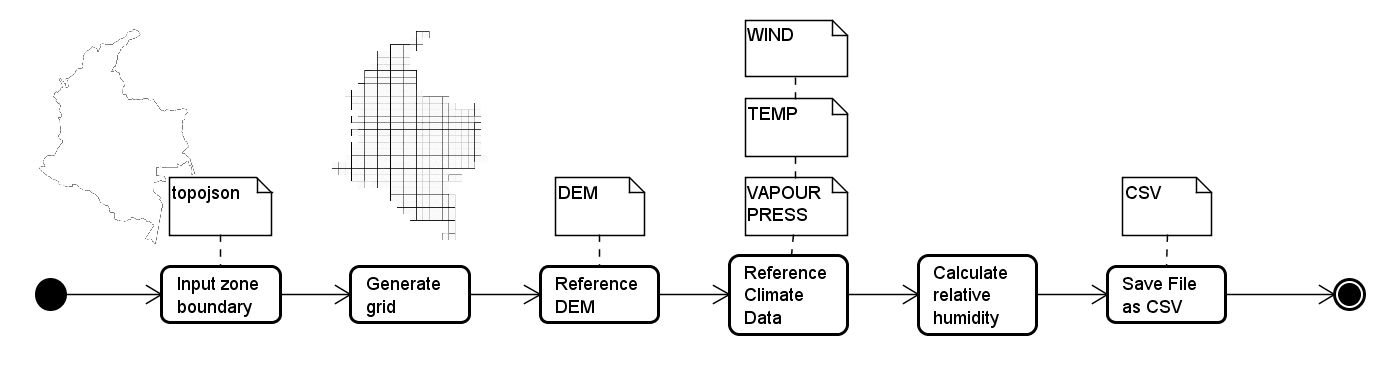 WIND
TEMP
topojson
DEM
VAPOUR
PRESS
CSV
Input zone
boundary
Generate
grid
Reference
DEM
Reference
Climate
Data
Calculate
relative
humidity
Save File
as CSV